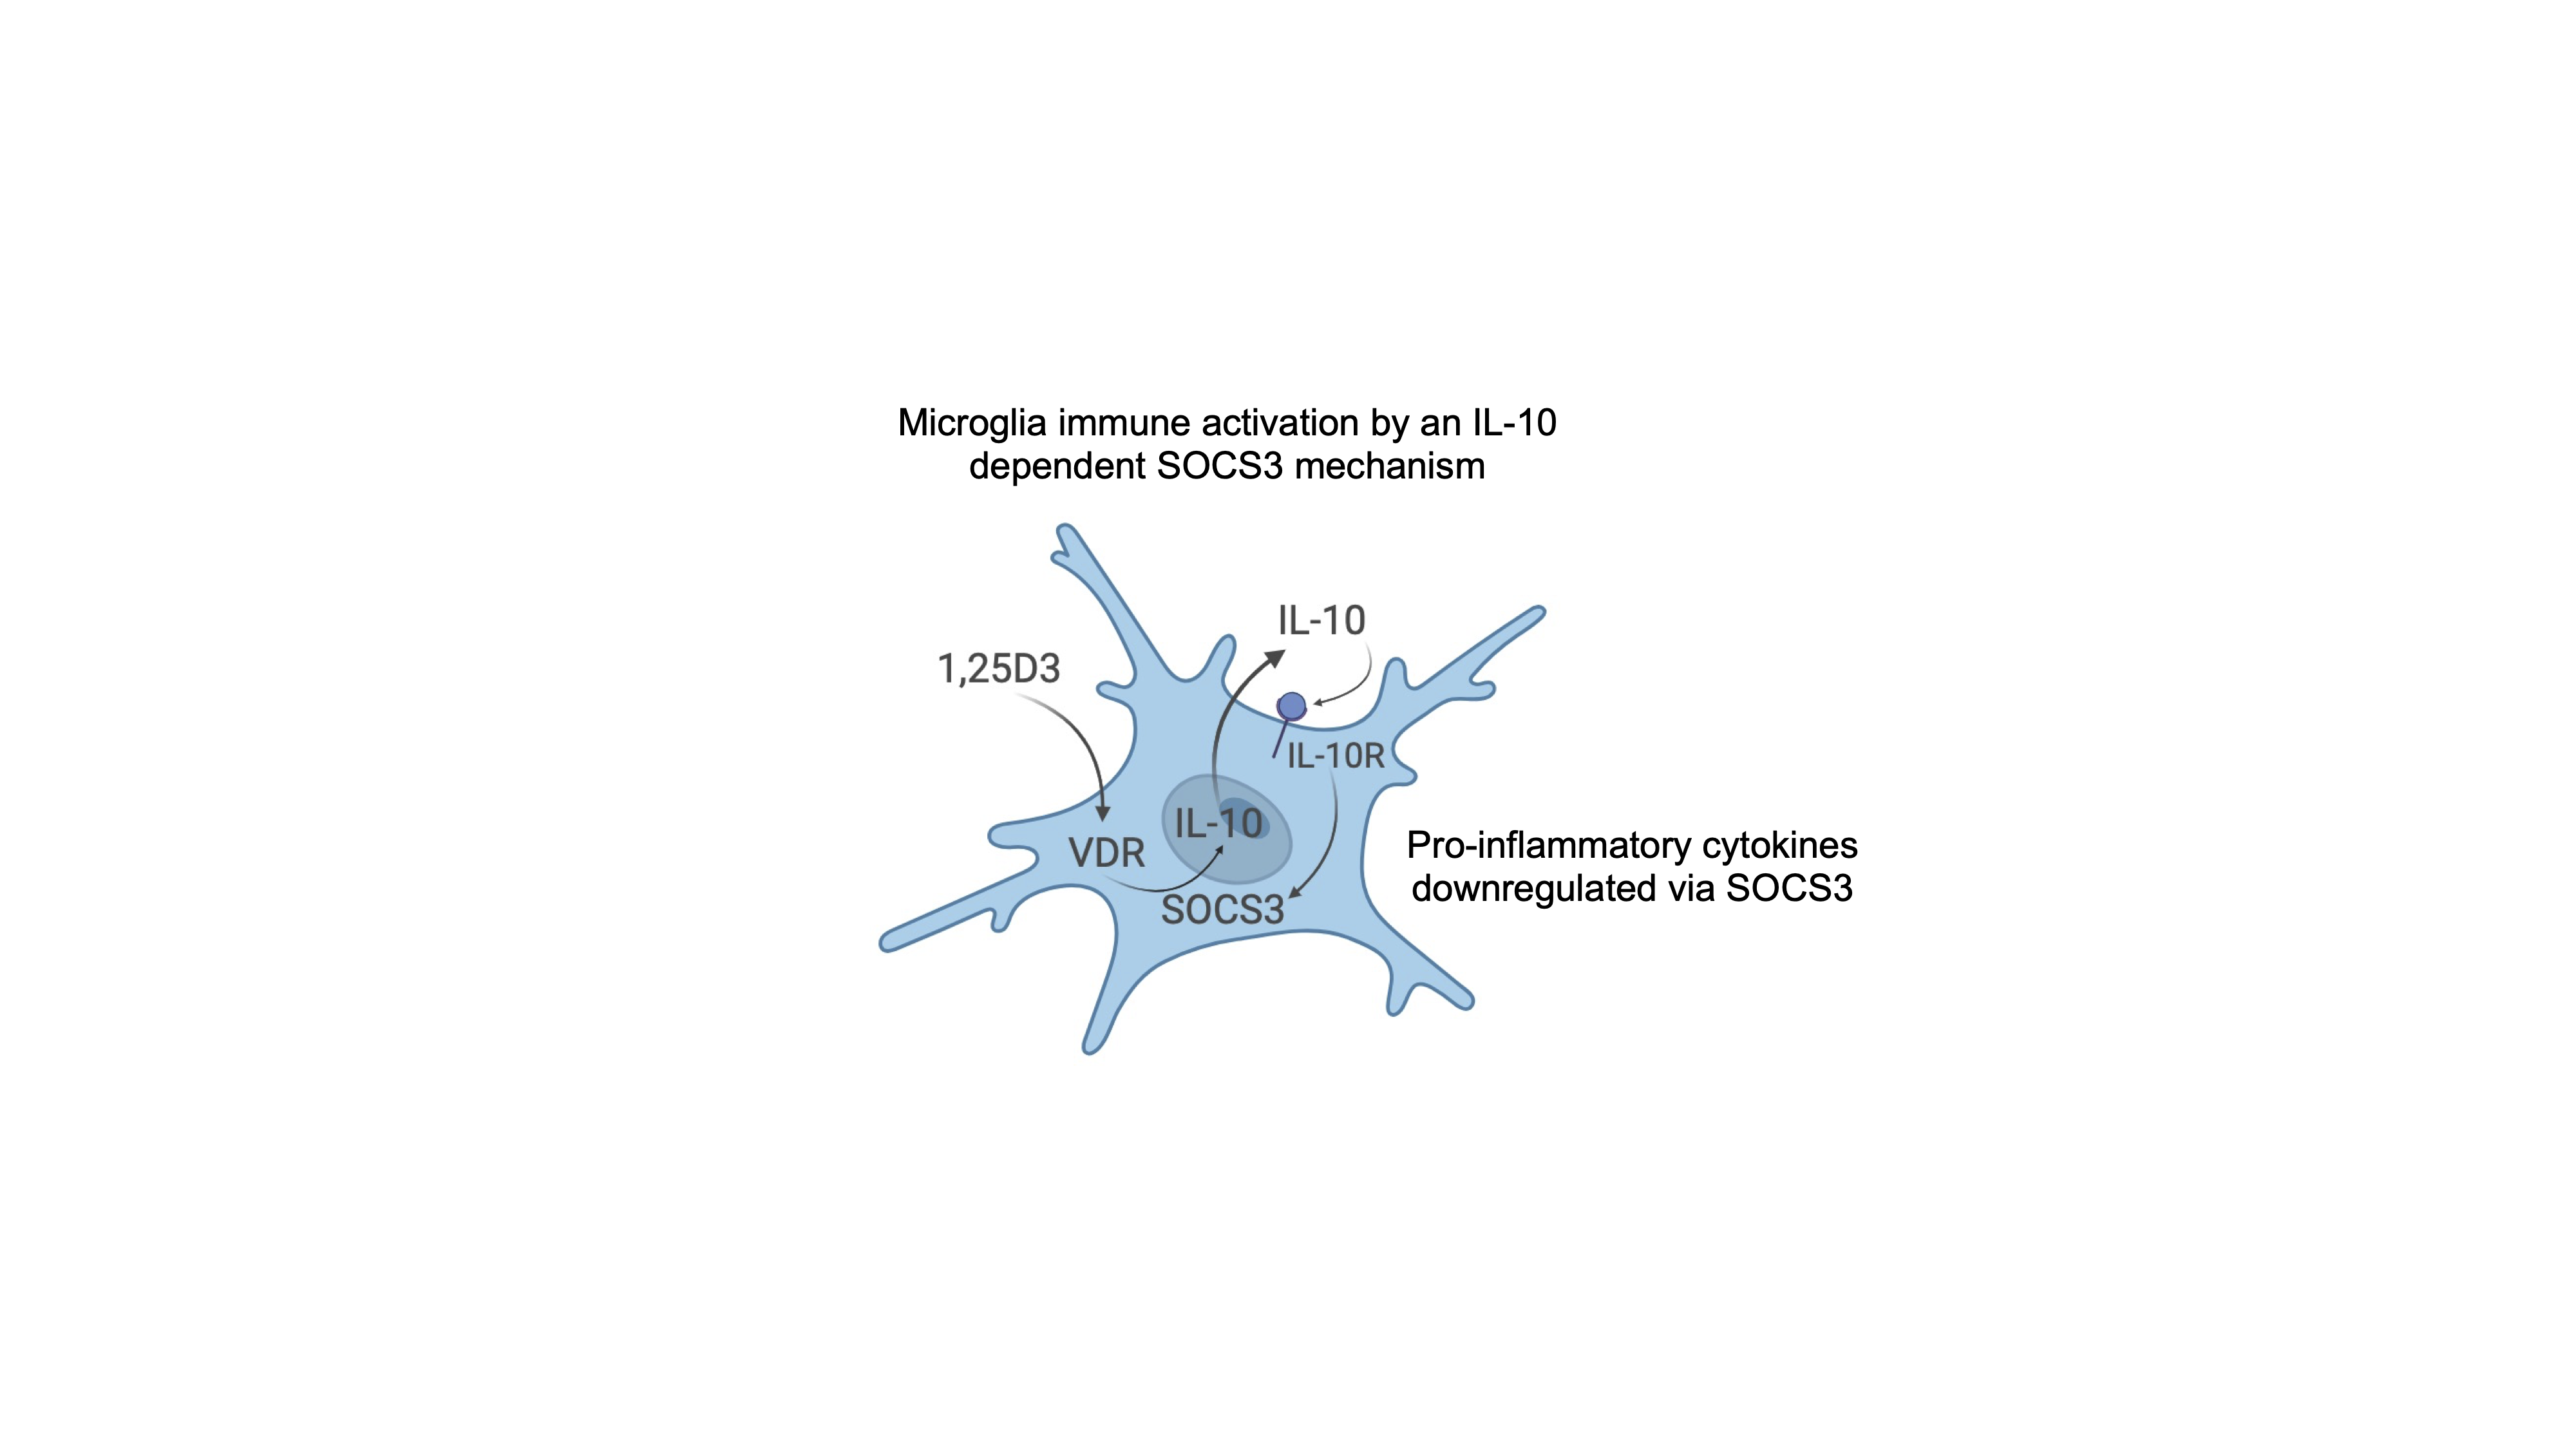 Microglia immune activation by an IL-10
dependent SOCS3 mechanism
IL-10
1,25D3
IL-10R
IL-10
VDR
SOCS3
Pro-inflammatory cytokines
downregulated via SOCS3